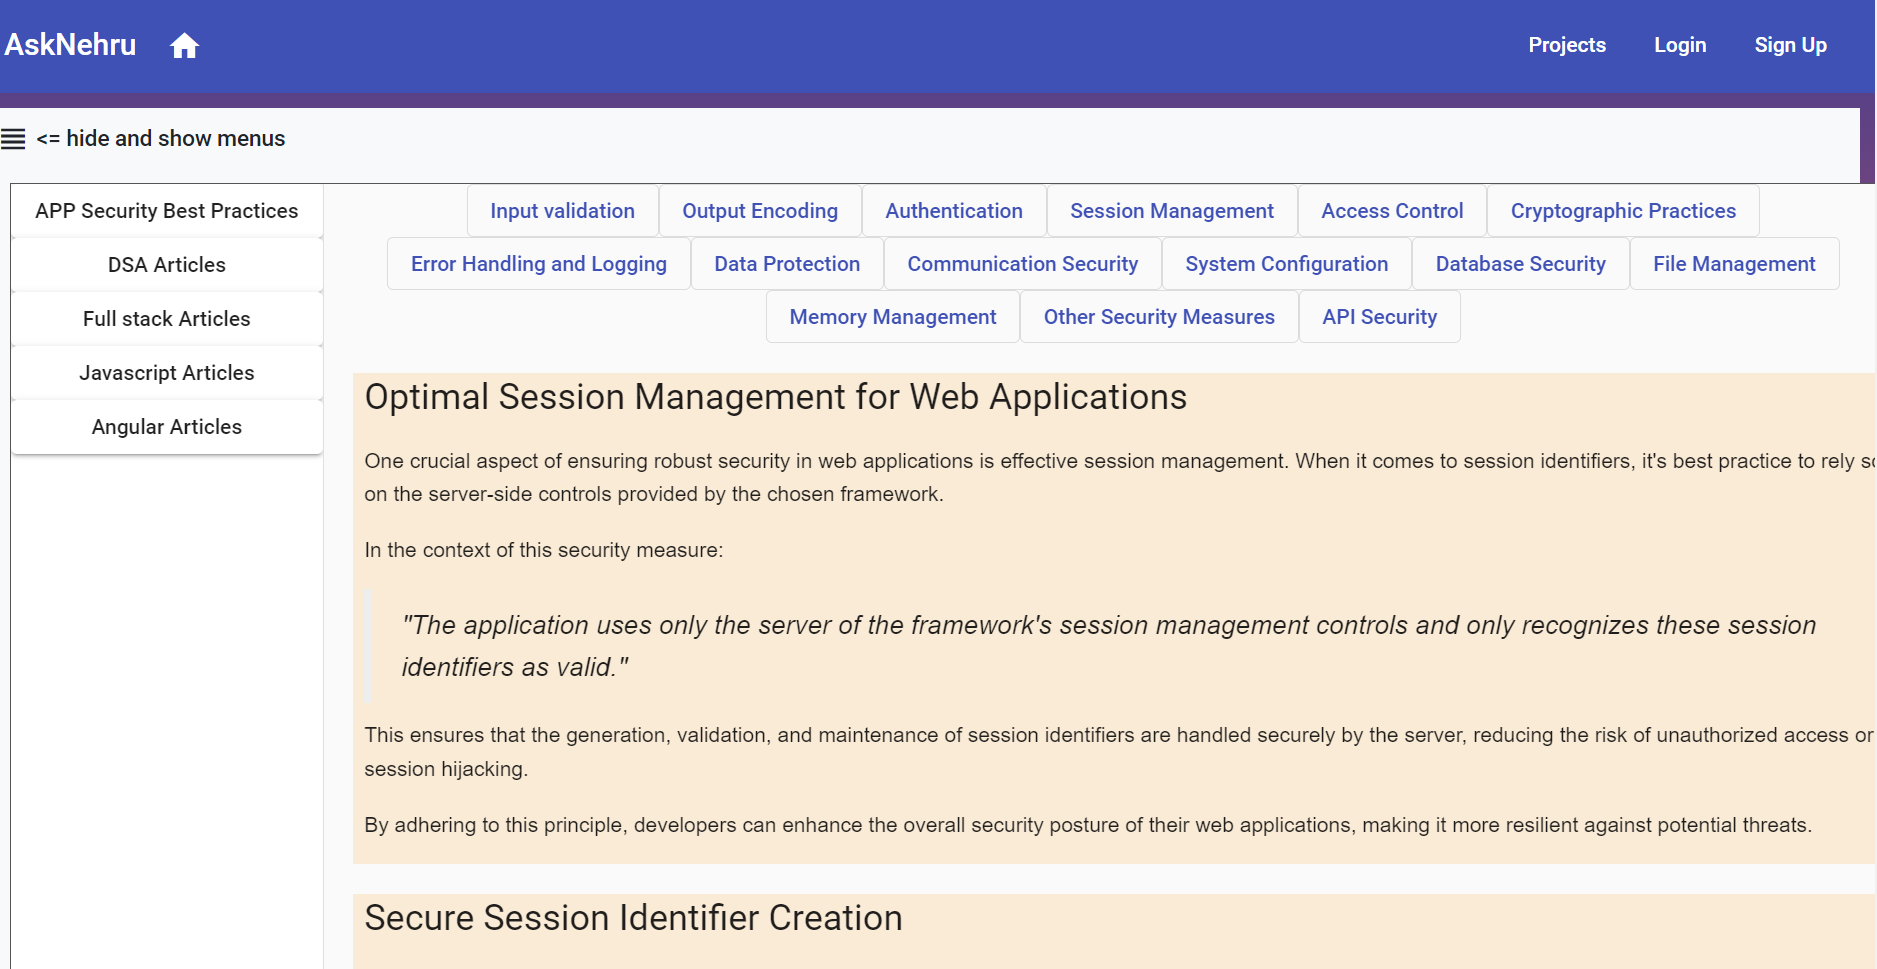 AskNehru
Projects Login Sign Up
<= hide and show menus
APP Security Best Practices
DSA Articles
Full stack Articles
Javascript Articles
Angular Articles
Input validation Output Encoding Authentication Session Management Access Control Cryptographic Practices
Error Handling and Logging Data Protection Communication Security System Configuration Database Security File Management
Memory Management Other Security Measures API Security
Optimal Session Management for Web Applications
One crucial aspect of ensuring robust security in web applications is effective session management. When it comes to session identifiers, it's best practice to rely
on the server-side controls provided by the chosen framework.
In the context of this security measure:
"The application uses only the server of the framework's session management controls and only recognizes these session
identifiers as valid."
This ensures that the generation, validation, and maintenance of session identifiers are handled securely by the server, reducing the risk of unauthorized access or
session hijacking.
By adhering to this principle, developers can enhance the overall security posture of their web applications, making it more resilient against potential threats.
Secure Session Identifier Creation